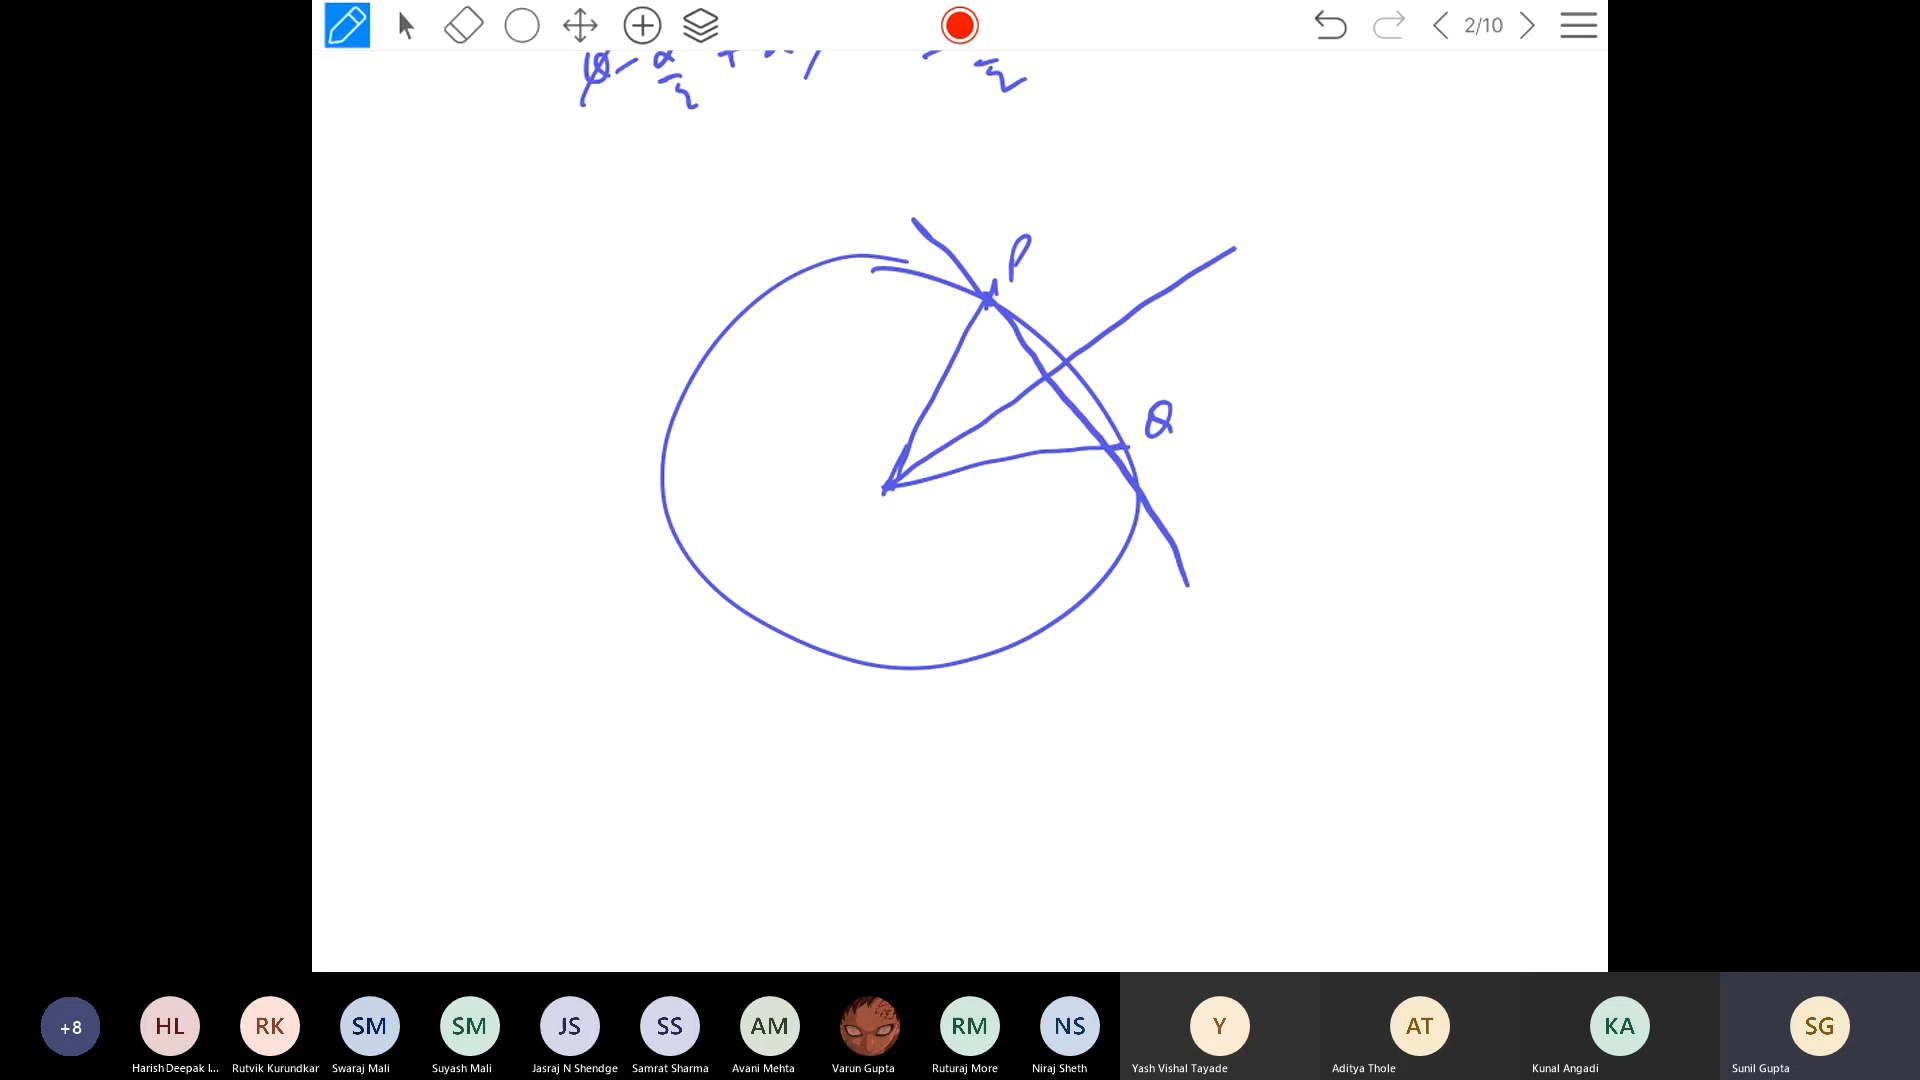 2/10
P
Q
+8
HL
RK
SM
SM
JS
SS
AM
RM
NS
Y
AT
KA
SG
Harish Deepak I...
Rutvik Kurundkar
Swaraj Mali
Suyash Mali
Jasraj N Shendge
Samrat Sharma
Avani Mehta
Varun Gupta
Ruturaj More
Niraj Sheth
Yash Vishal Tayade
Aditya Thole
Kunal Angadi
Sunil Gupta